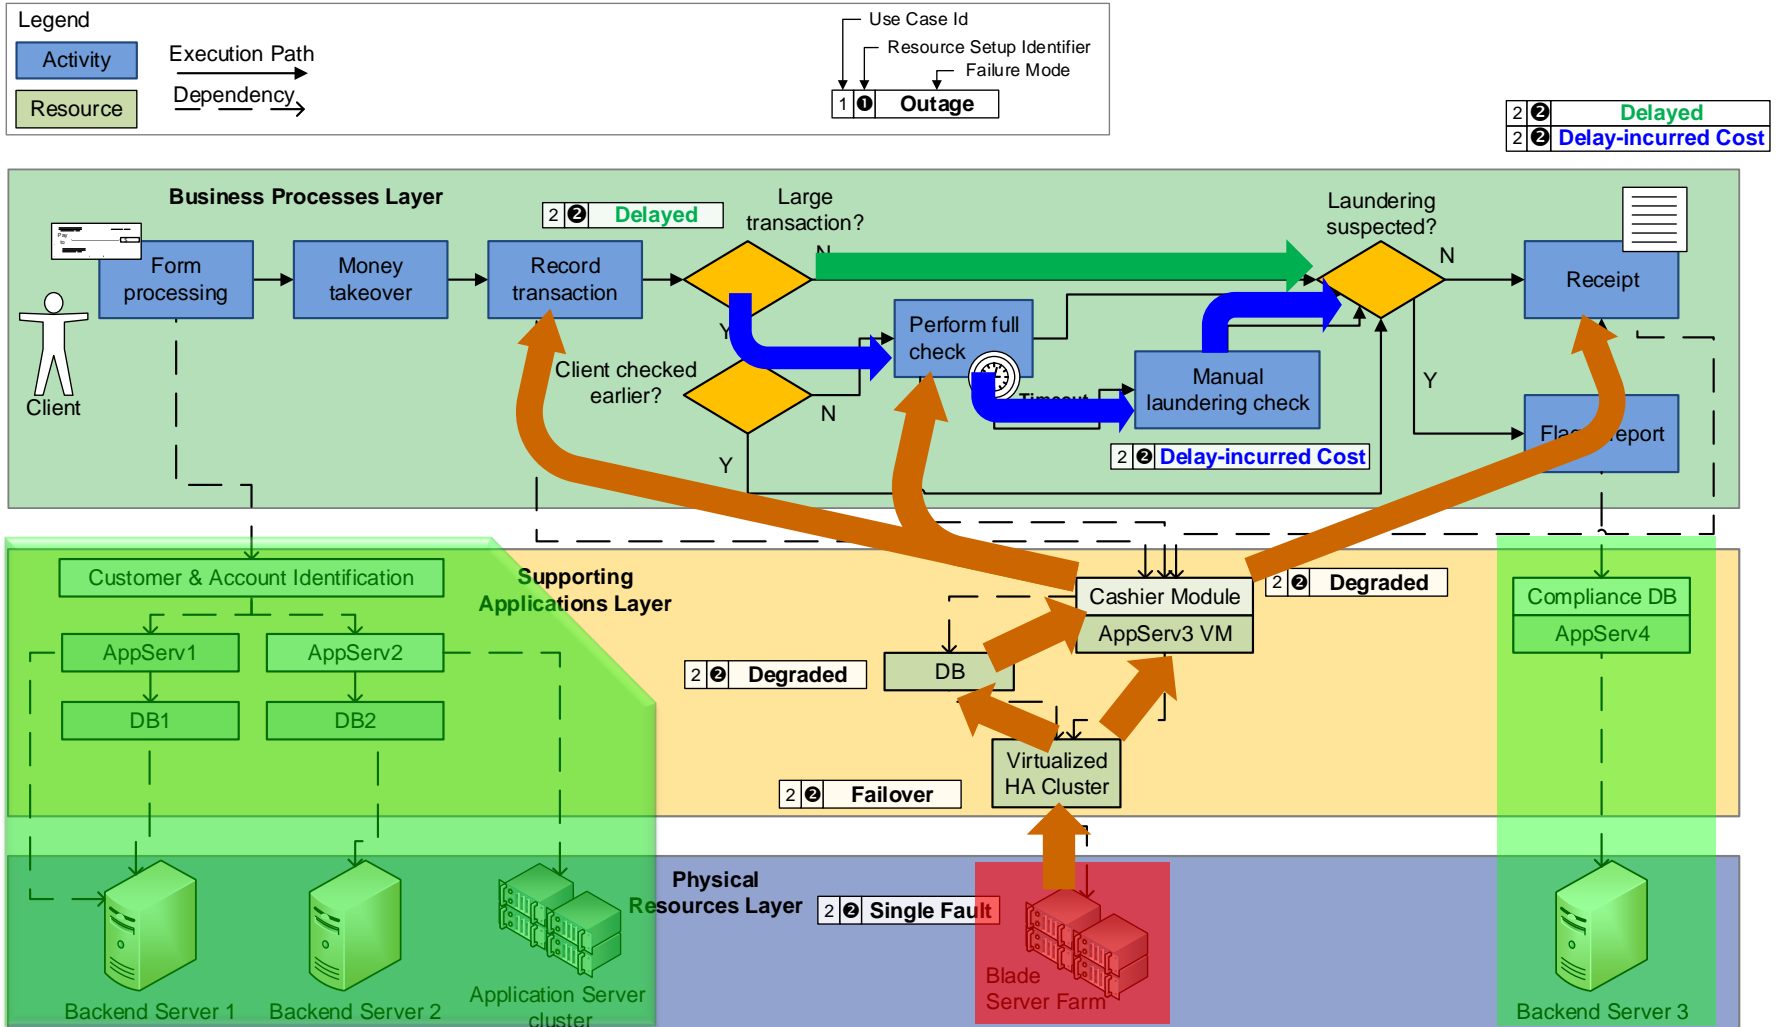 Legend
Activity
Execution Path
Resource
Dependency
Use Case Id
Resource Setup Identifier
Failure Mode
1 ❶ Outage
2 ❷ Delayed
2 ❷ Delay-incurred Cost
Business Processes Layer
2 ❷ Delayed
Large
transaction?
Laundering
suspected?
Pay
to
Form
processing
Money
takeover
Record
transaction
N
N
Receipt
Y
Perform full
check
Client checked
earlier?
N
Timeout
Manual
laundering check
Y
Client
Y
2 ❷ Delay-incurred Cost
report
Customer & Account Identification
Supporting
Applications Layer
Cashier Module
AppServ3 VM
2 ❷ Degraded
Compliance DB
AppServ4
AppServ1
AppServ2
2 ❷ Degraded
DB
DB1
DB2
Virtualized
HA Cluster
2 ❷ Failover
Physical
Resources Layer
2 ❷ Single Fault
Backend Server 1
Backend Server 2
Application Server
cluster
Blade
Server Farm
Backend Server 3